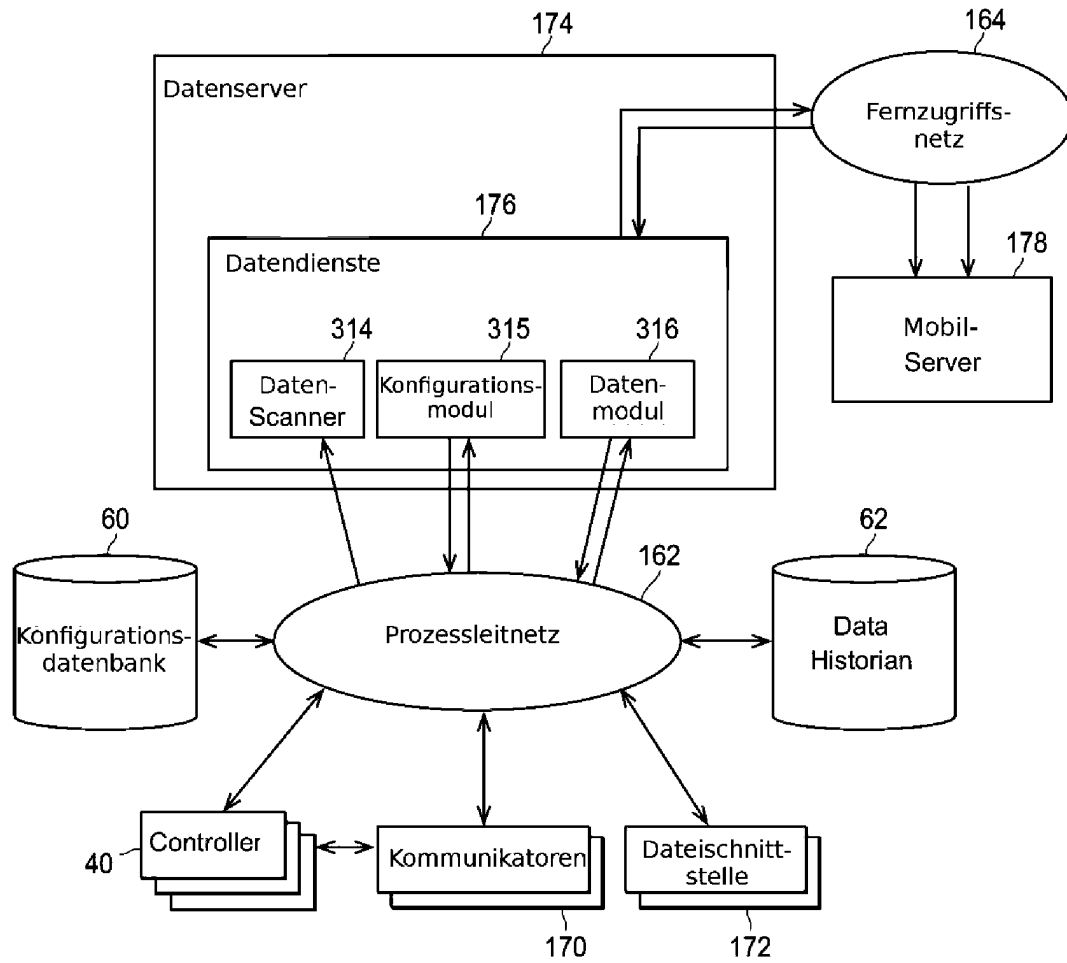 174
164
Datenserver
Fernzugriffs-
netz
176
Datendienste
178
Mobil-
Server
314
315
316
Daten-
Scanner
Konfigurations-
modul
Daten-
modul
60
62
162
Konfigurations-
datenbank
Prozessleitnetz
Data
Historian
Controller
40
Kommunikatoren
Dateischnitt-
stelle
170
172